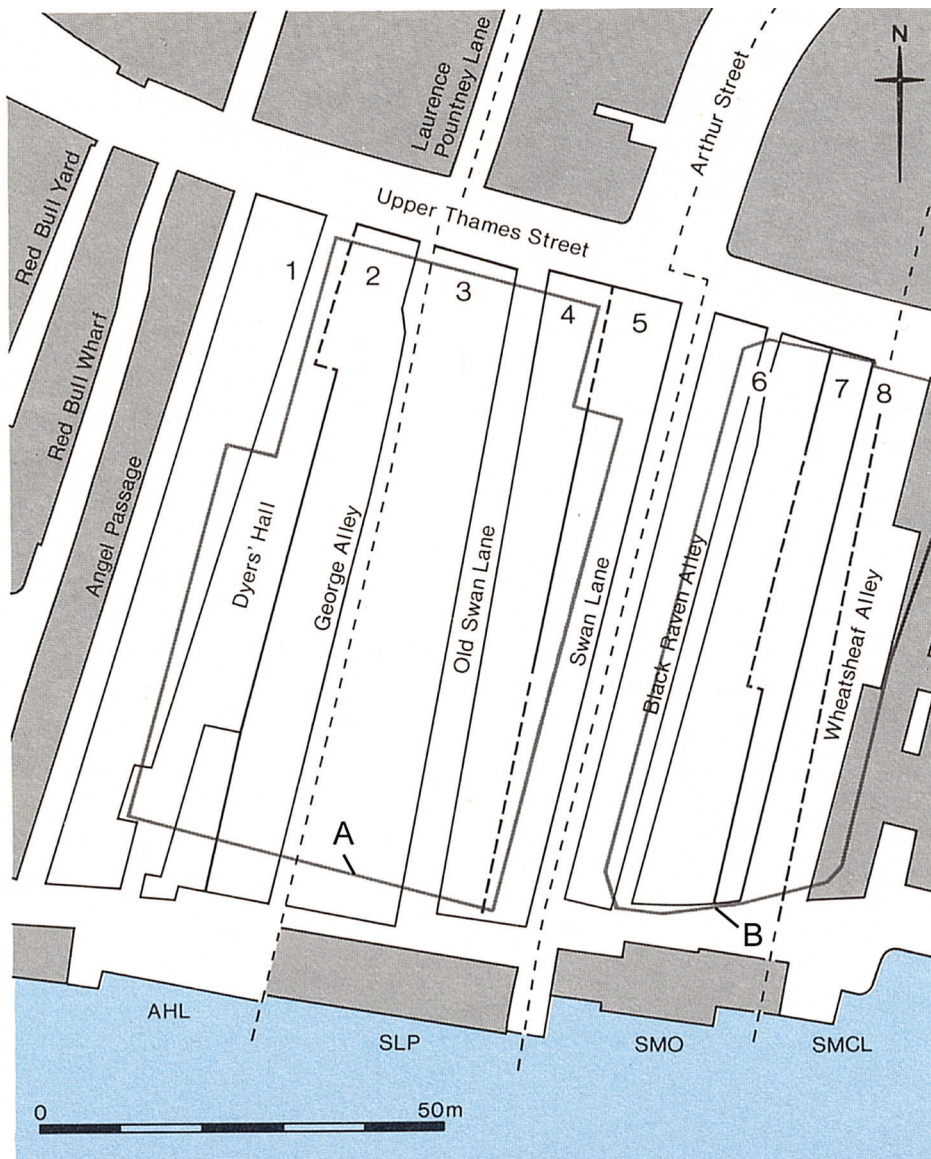 N
Laurence
Pountney Lane
Arthur Street
Red Bull Yard
Upper Thames Street
Red Bull Wharf
Angel Passage
1
2
3
4
5
6
7
8
Dyers' Hall
George Alley
Old Swan Lane
Swan Lane
Black Raven Alley
Wheatsheaf Alley
A
B
AHL
SLP
SMO
SMCL
0
50m